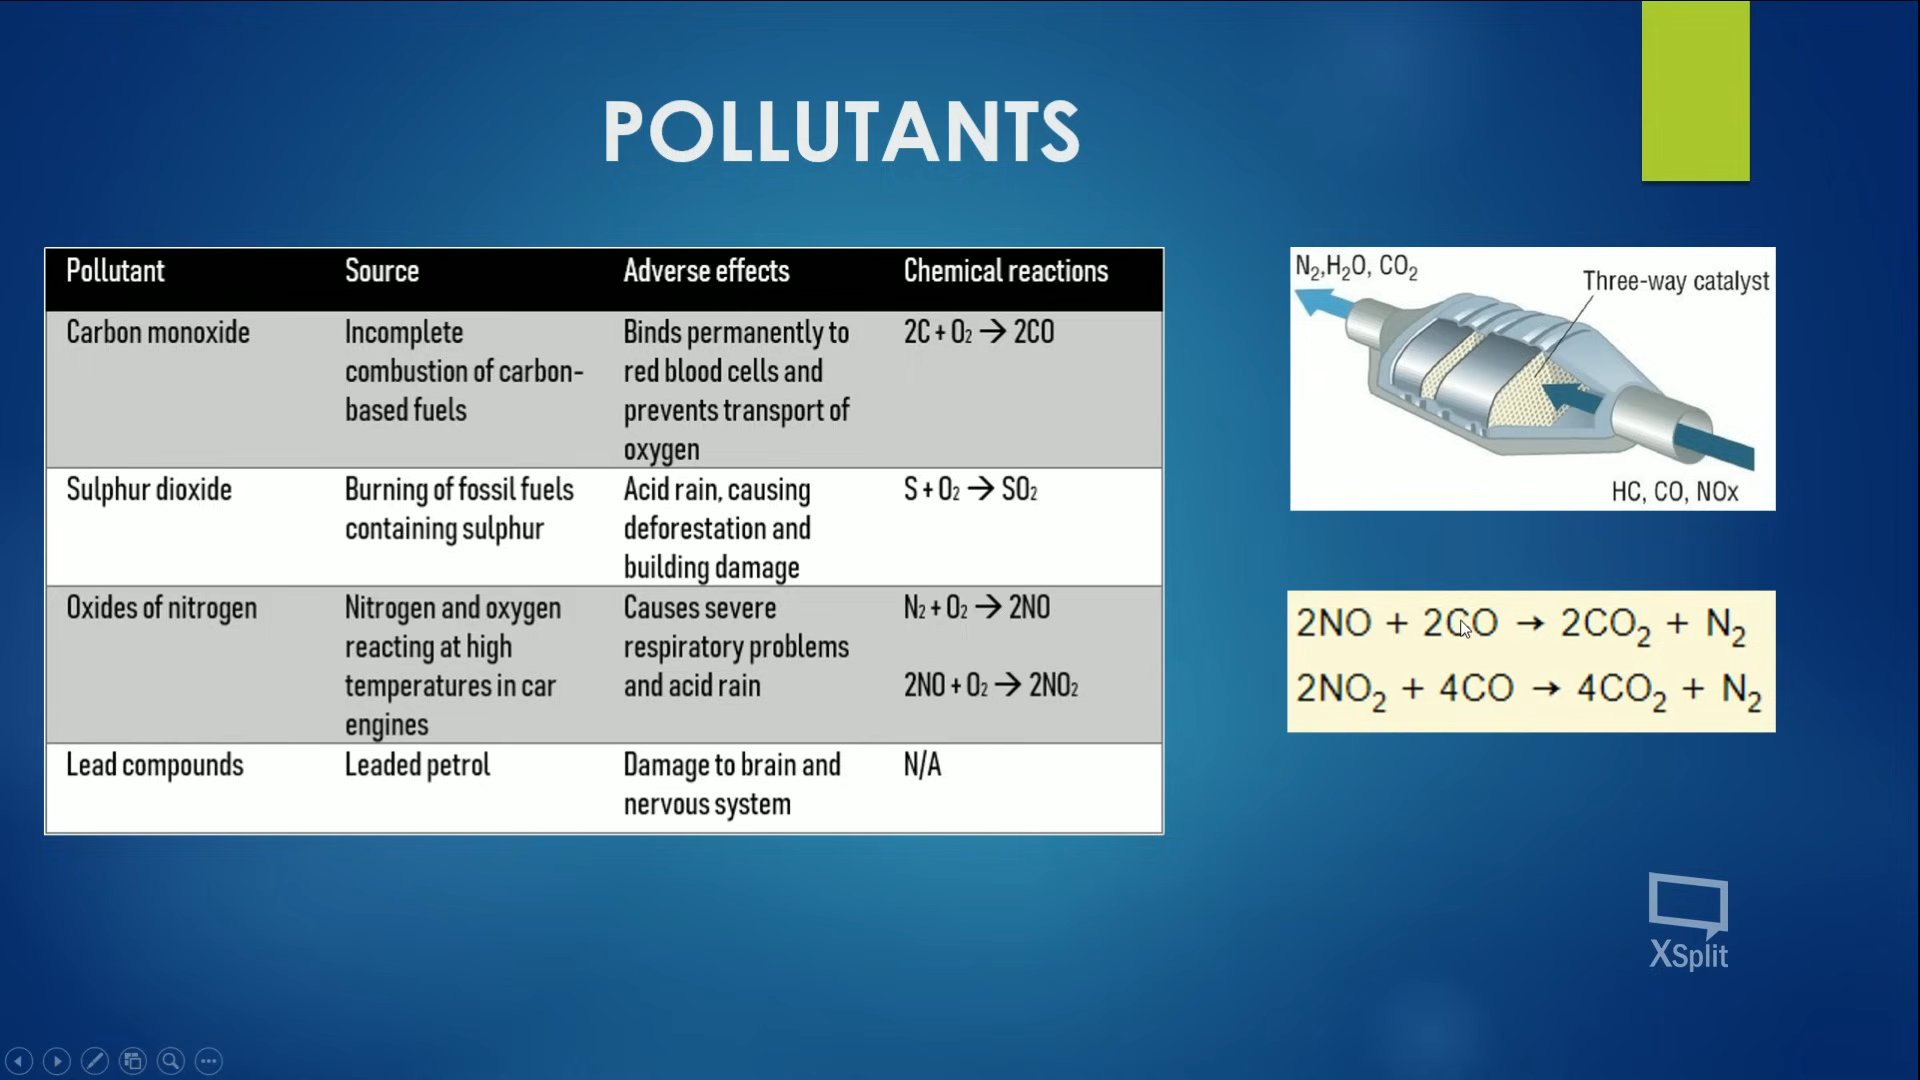 POLLUTANTS
Pollutant Source Adverse effects Chemical reactions
Carbon monoxide
Incomplete
combustion of carbon-
based fuels
Binds permanently to
red blood cells and
prevents transport of
oxygen
2C + O₂ → 2CO
Sulphur dioxide
Burning of fossil fuels
containing sulphur
Acid rain, causing
deforestation and
building damage
S + O₂ → SO₂
Oxides of nitrogen
Nitrogen and oxygen
reacting at high
temperatures in car
engines
Causes severe
respiratory problems
and acid rain
N₂ + O₂ → 2NO
2NO + O₂ → 2NO₂
Lead compounds
Leaded petrol
Damage to brain and
nervous system
N/A
N₂,H₂O, CO₂
Three-way catalyst
HC, CO, NOx
2NO + 2CO → 2CO₂ + N₂
2NO₂ + 4CO → 4CO₂ + N₂
XSplit